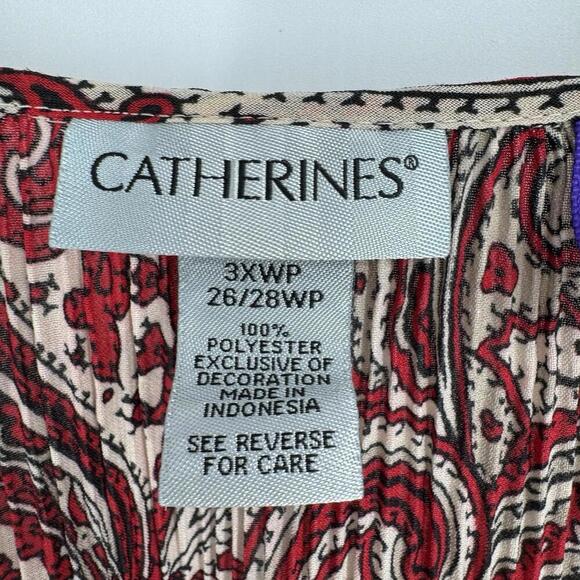 CATHERINES®
3XWP
26/28WP
100%
POLYESTER
EXCLUSIVE OF
DECORATION
MADE IN
INDONESIA
SEE REVERSE
FOR CARE